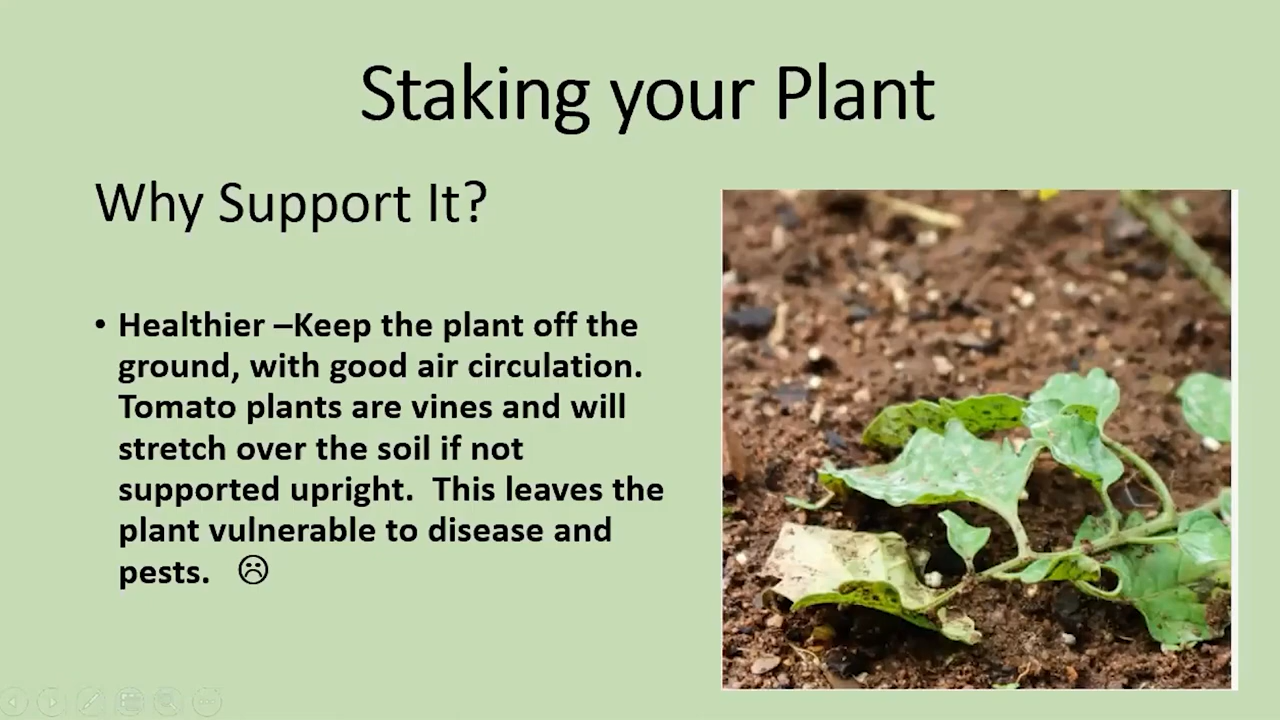 Staking your Plant
Why Support It?
• Healthier –Keep the plant off the
ground, with good air circulation.
Tomato plants are vines and will
stretch over the soil if not
supported upright.  This leaves the
plant vulnerable to disease and
pests.   ☹